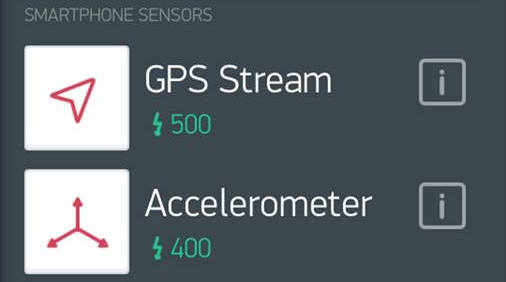 SMARTPHONE SENSORS
GPS Stream
500
Accelerometer
400